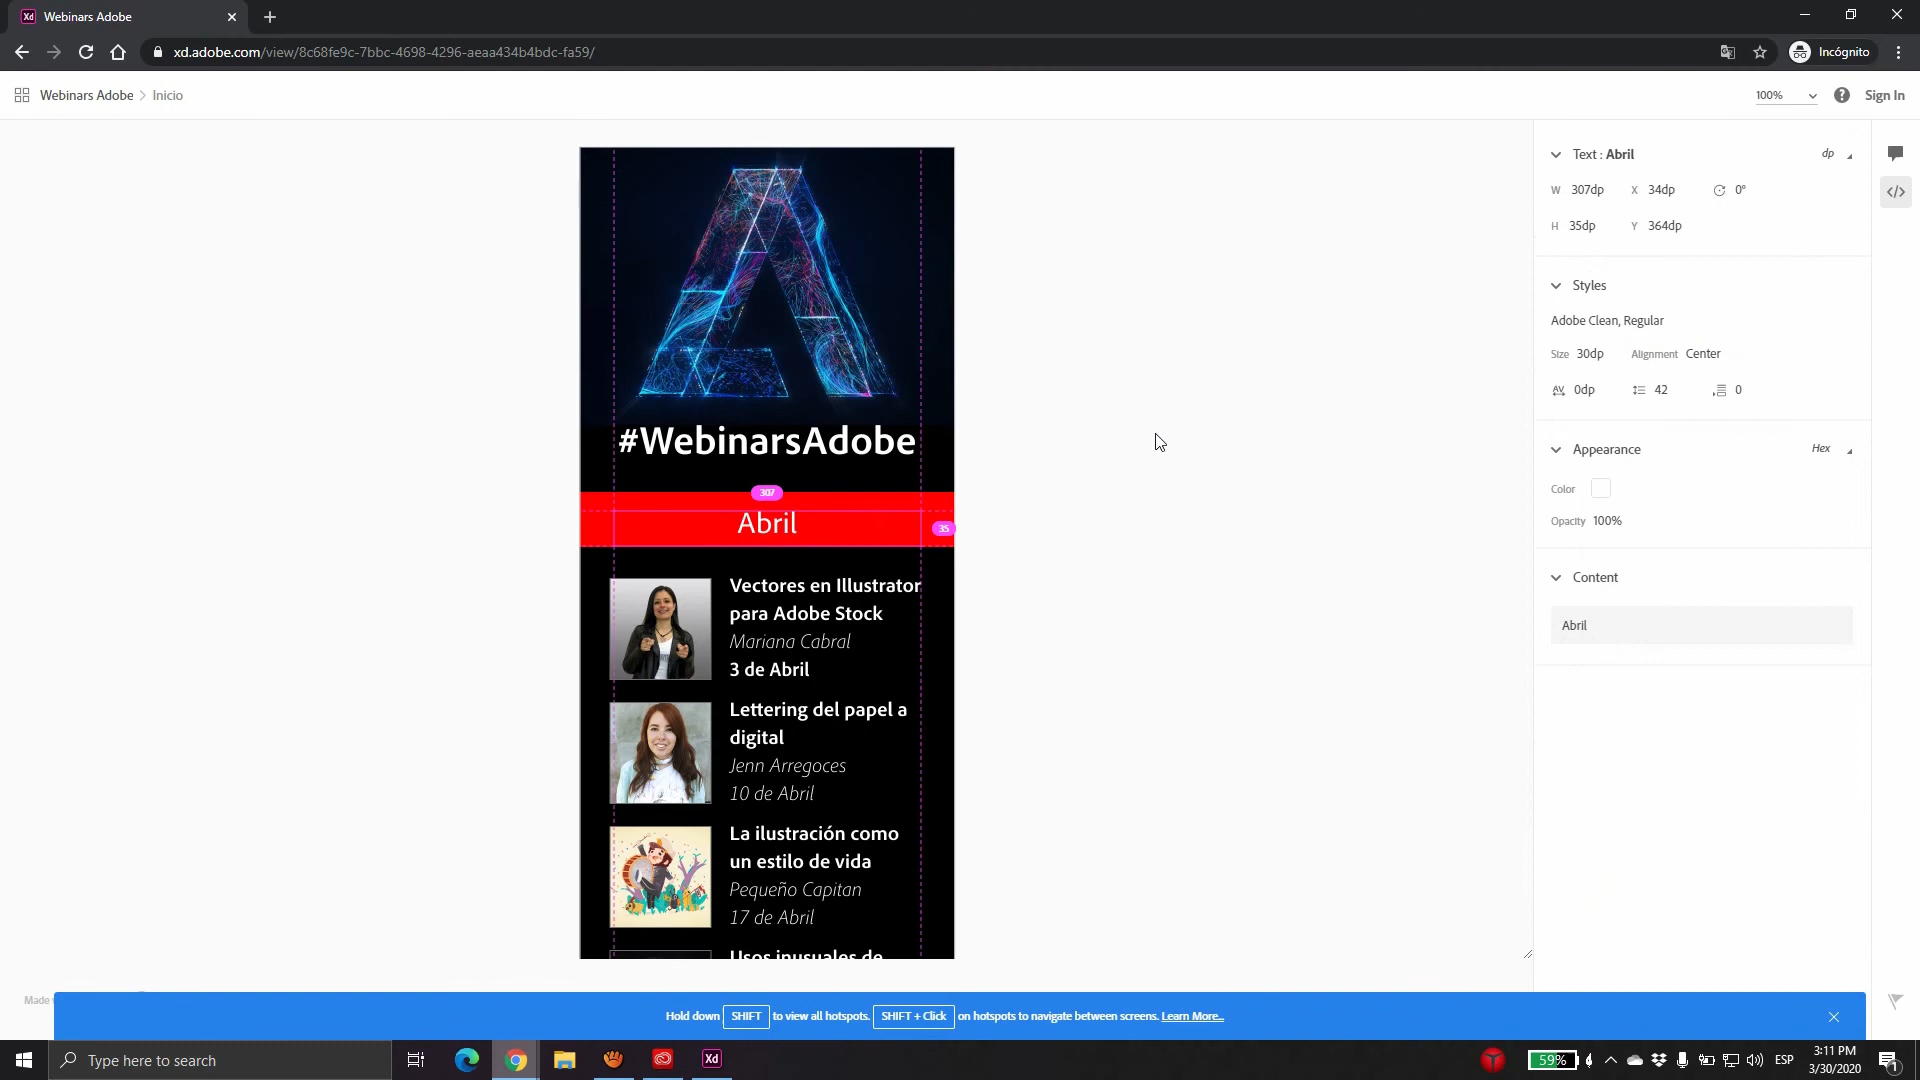 Xd Webinars Adobe
xd.adobe.com/view/8c68fe9c-7bbc-4698-4296-aeaa434b4bdc-fa59/
Incógnito
Webinars Adobe > Inicio
100%
Sign In
#WebinarsAdobe
307
Abril
35
Vectores en Illustrator
para Adobe Stock
Mariana Cabral
3 de Abril
Lettering del papel a
digital
Jenn Arregoces
10 de Abril
La ilustración como
un estilo de vida
Pequeño Capitan
17 de Abril
Usos inusuales de
Text : Abril
dp
W 307dp X 34dp 0°
H 35dp Y 364dp
Styles
Adobe Clean, Regular
Size 30dp Alignment Center
AV 0dp 42 0
Appearance
Hex
Color
Opacity 100%
Content
Abril
Made
Hold down SHIFT to view all hotspots. SHIFT + Click on hotspots to navigate between screens. Learn More...
Type here to search
Xd
59%
ESP
3:11 PM
3/30/2020
1